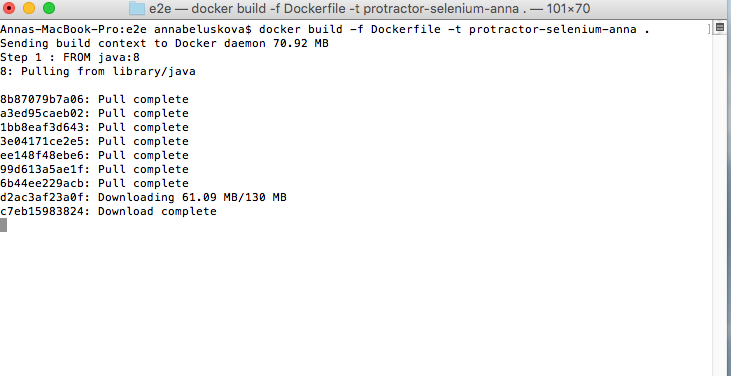 e2e — docker build -f Dockerfile -t protractor-selenium-anna . — 101×70
Annas-MacBook-Pro:e2e annabeluskova$ docker build -f Dockerfile -t protractor-selenium-anna .
Sending build context to Docker daemon 70.92 MB
Step 1 : FROM java:8
8: Pulling from library/java
8b87079b7a06: Pull complete
a3ed95caeb02: Pull complete
1bb8eaf3d643: Pull complete
3e04171ce2e5: Pull complete
ee148f48ebe6: Pull complete
99d613a5ae1f: Pull complete
6b44ee229acb: Pull complete
d2ac3af23a0f: Downloading 61.09 MB/130 MB
c7eb15983824: Download complete